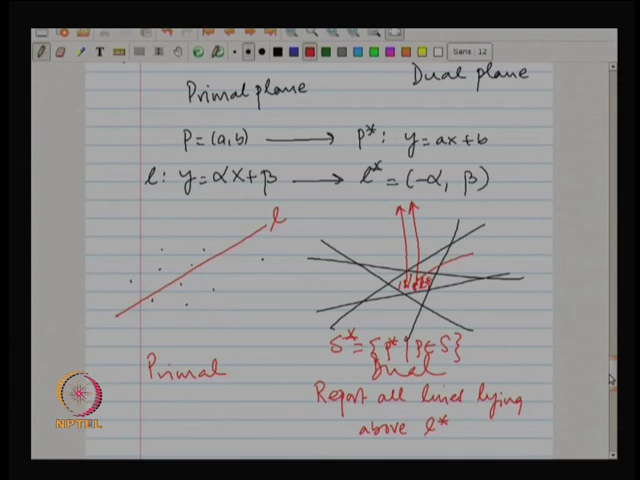 Sans : 12
Primal plane
Dual plane
P = (a,b) ⟶ P* : y = ax + b
l : y = αx + β ⟶ l* = (-α, β)
l
S* = {P* | P ∈ S}
Primal
Dual
Report all lines lying
above l*
NPTEL